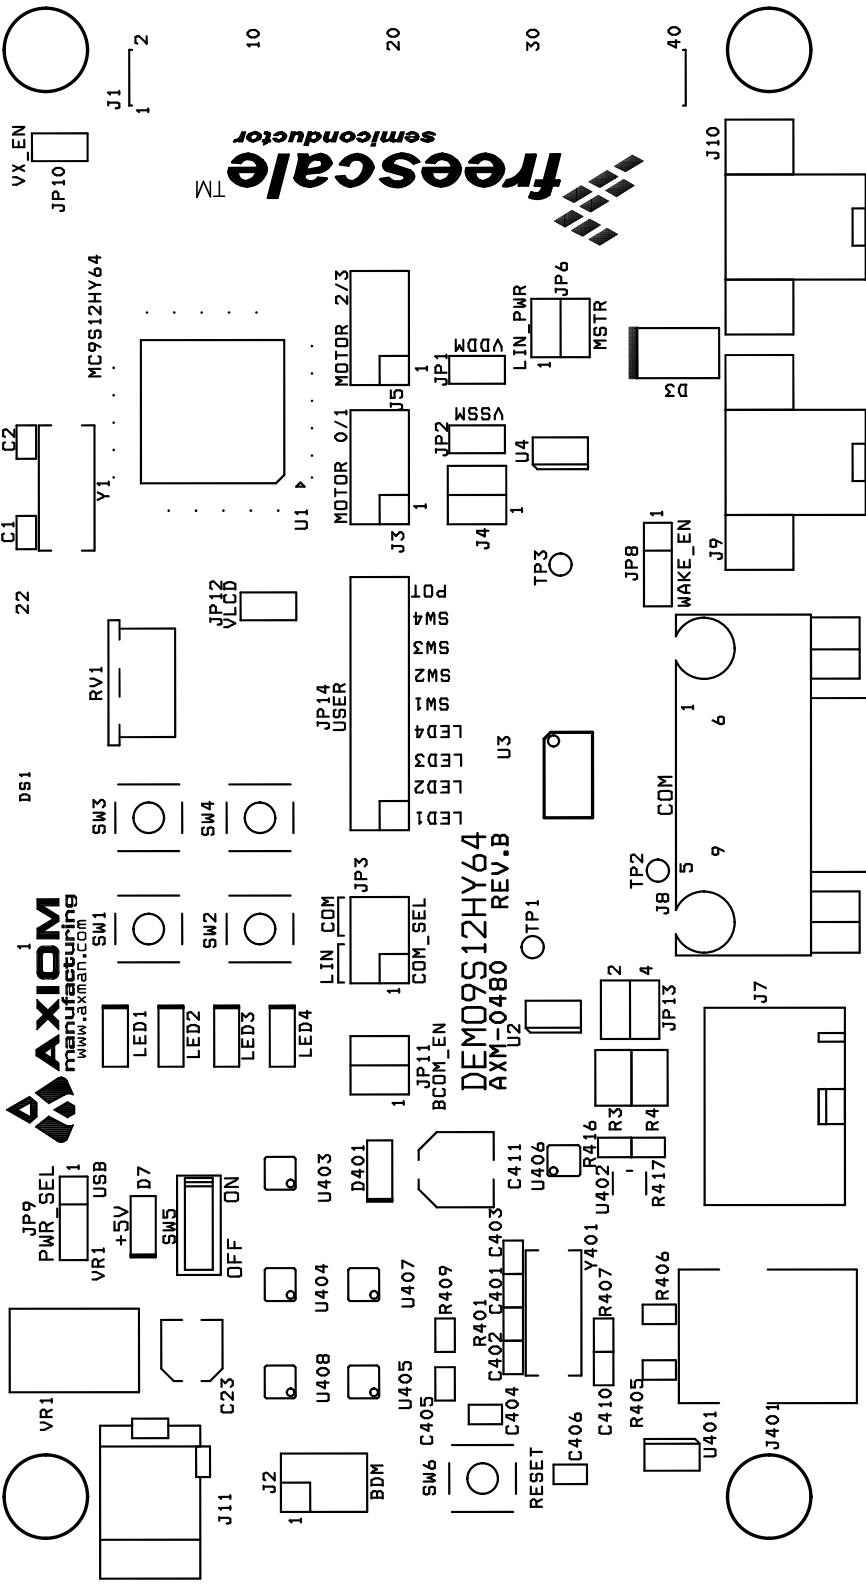 J1
1
2
10
20
30
40
VX_EN
JP10
freescale
TM
semiconductor
J10
MC9S12HY64
MOTOR 2/3
J5
1
JP1
VDDM
LIN_PWR
JP6
1
MSTR
D3
C2
C1
Y1
U1
MOTOR 0/1
J3
1
JP2
VSSM
J4
1
U4
TP3
JP8
1
WAKE_EN
J9
22
RV1
JP12
VLCD
JP14
USER
POT
SW4
SW3
SW2
SW1
LED4
LED3
LED2
LED1
U3
COM
1
6
5
9
TP2
J8
DS1
SW3
SW4
SW1
SW2
1
AXIOM
manufacturing
www.axman.com
JP3
LIN
COM
1
COM_SEL
DEMO9S12HY64
AXM-0480
REV.B
TP1
LED1
LED2
LED3
LED4
JP11
1
BCOM_EN
U2
2
4
JP13
J7
R3
R4
R416
R417
U402
U406
C411
D401
U403
JP9
PWR_SEL
1
USB
VR1
+5V
D7
SW5
ON
OFF
U404
U407
R409
C403
C401
R401
C402
Y401
R407
C410
R406
R405
VR1
C23
U408
U405
C405
C404
C406
J11
J2
1
BDM
SW6
RESET
U401
J401